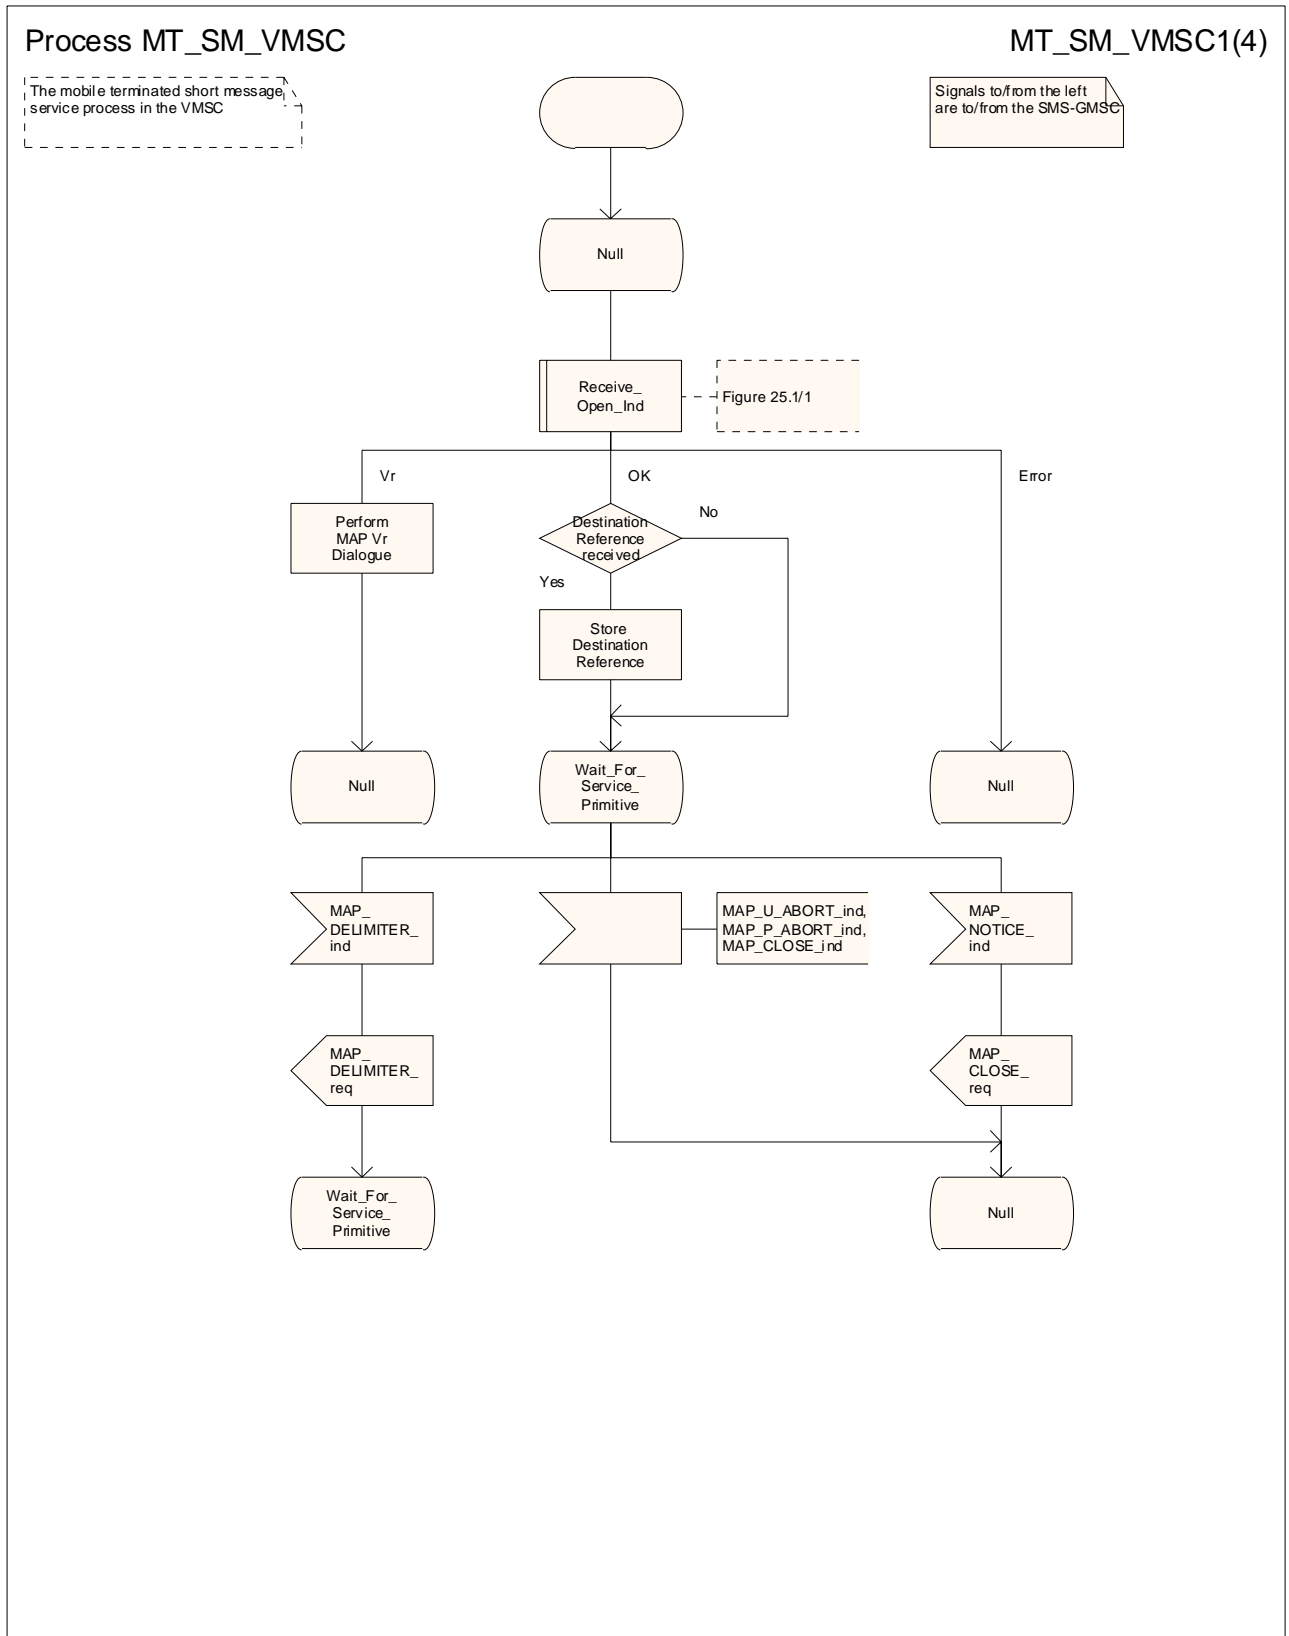 Process MT_SM_VMSC
MT_SM_VMSC1(4)
The mobile terminated short message
service process in the VMSC
Signals to/from the left
are to/from the SMS-GMSC
Null
Receive_
Open_Ind
Figure 25.1/1
Vr
OK
Error
Perform
MAP Vr
Dialogue
Destination
Reference
received
No
Yes
Store
Destination
Reference
Null
Wait_For_
Service_
Primitive
Null
MAP_
DELIMITER_
ind
MAP_U_ABORT_ind,
MAP_P_ABORT_ind,
MAP_CLOSE_ind
MAP_
NOTICE_
ind
MAP_
DELIMITER_
req
MAP_
CLOSE_
req
Wait_For_
Service_
Primitive
Null